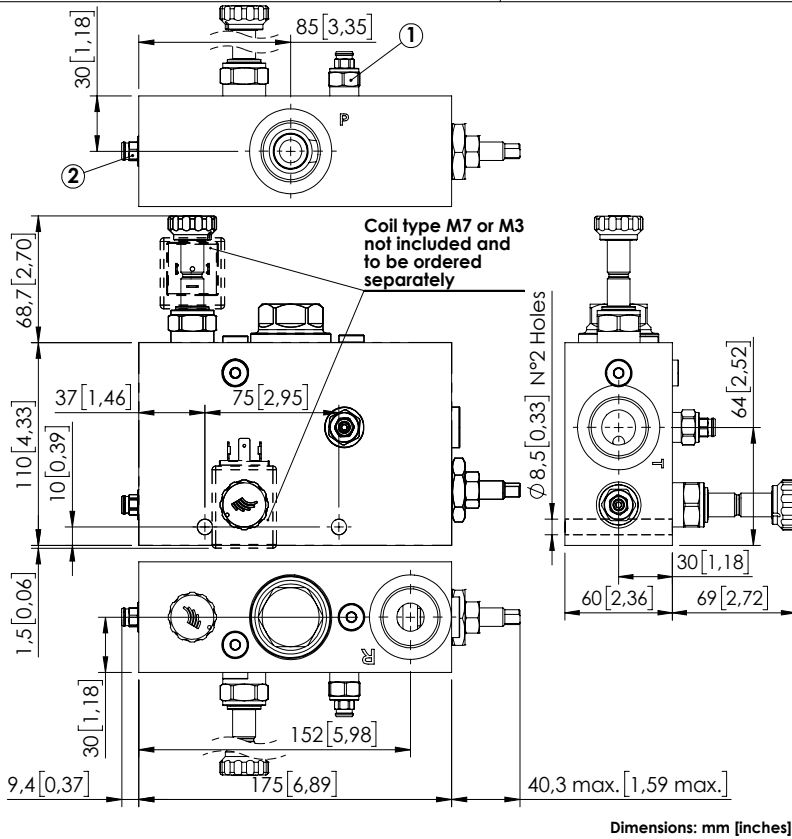 85[3,35]
30[1,18]
1
P
2
Coil type M7 or M3
not included and
to be ordered
separately
68,7[2,70]
37[1,46]
75[2,95]
110[4,33]
10[0,39]
1,5[0,06]
Ø8,5[0,33] N°2 Holes
64[2,52]
T
30[1,18]
60[2,36]
69[2,72]
R
30[1,18]
152[5,98]
9,4[0,37]
175[6,89]
40,3 max.[1,59 max.]
Dimensions: mm [inches]